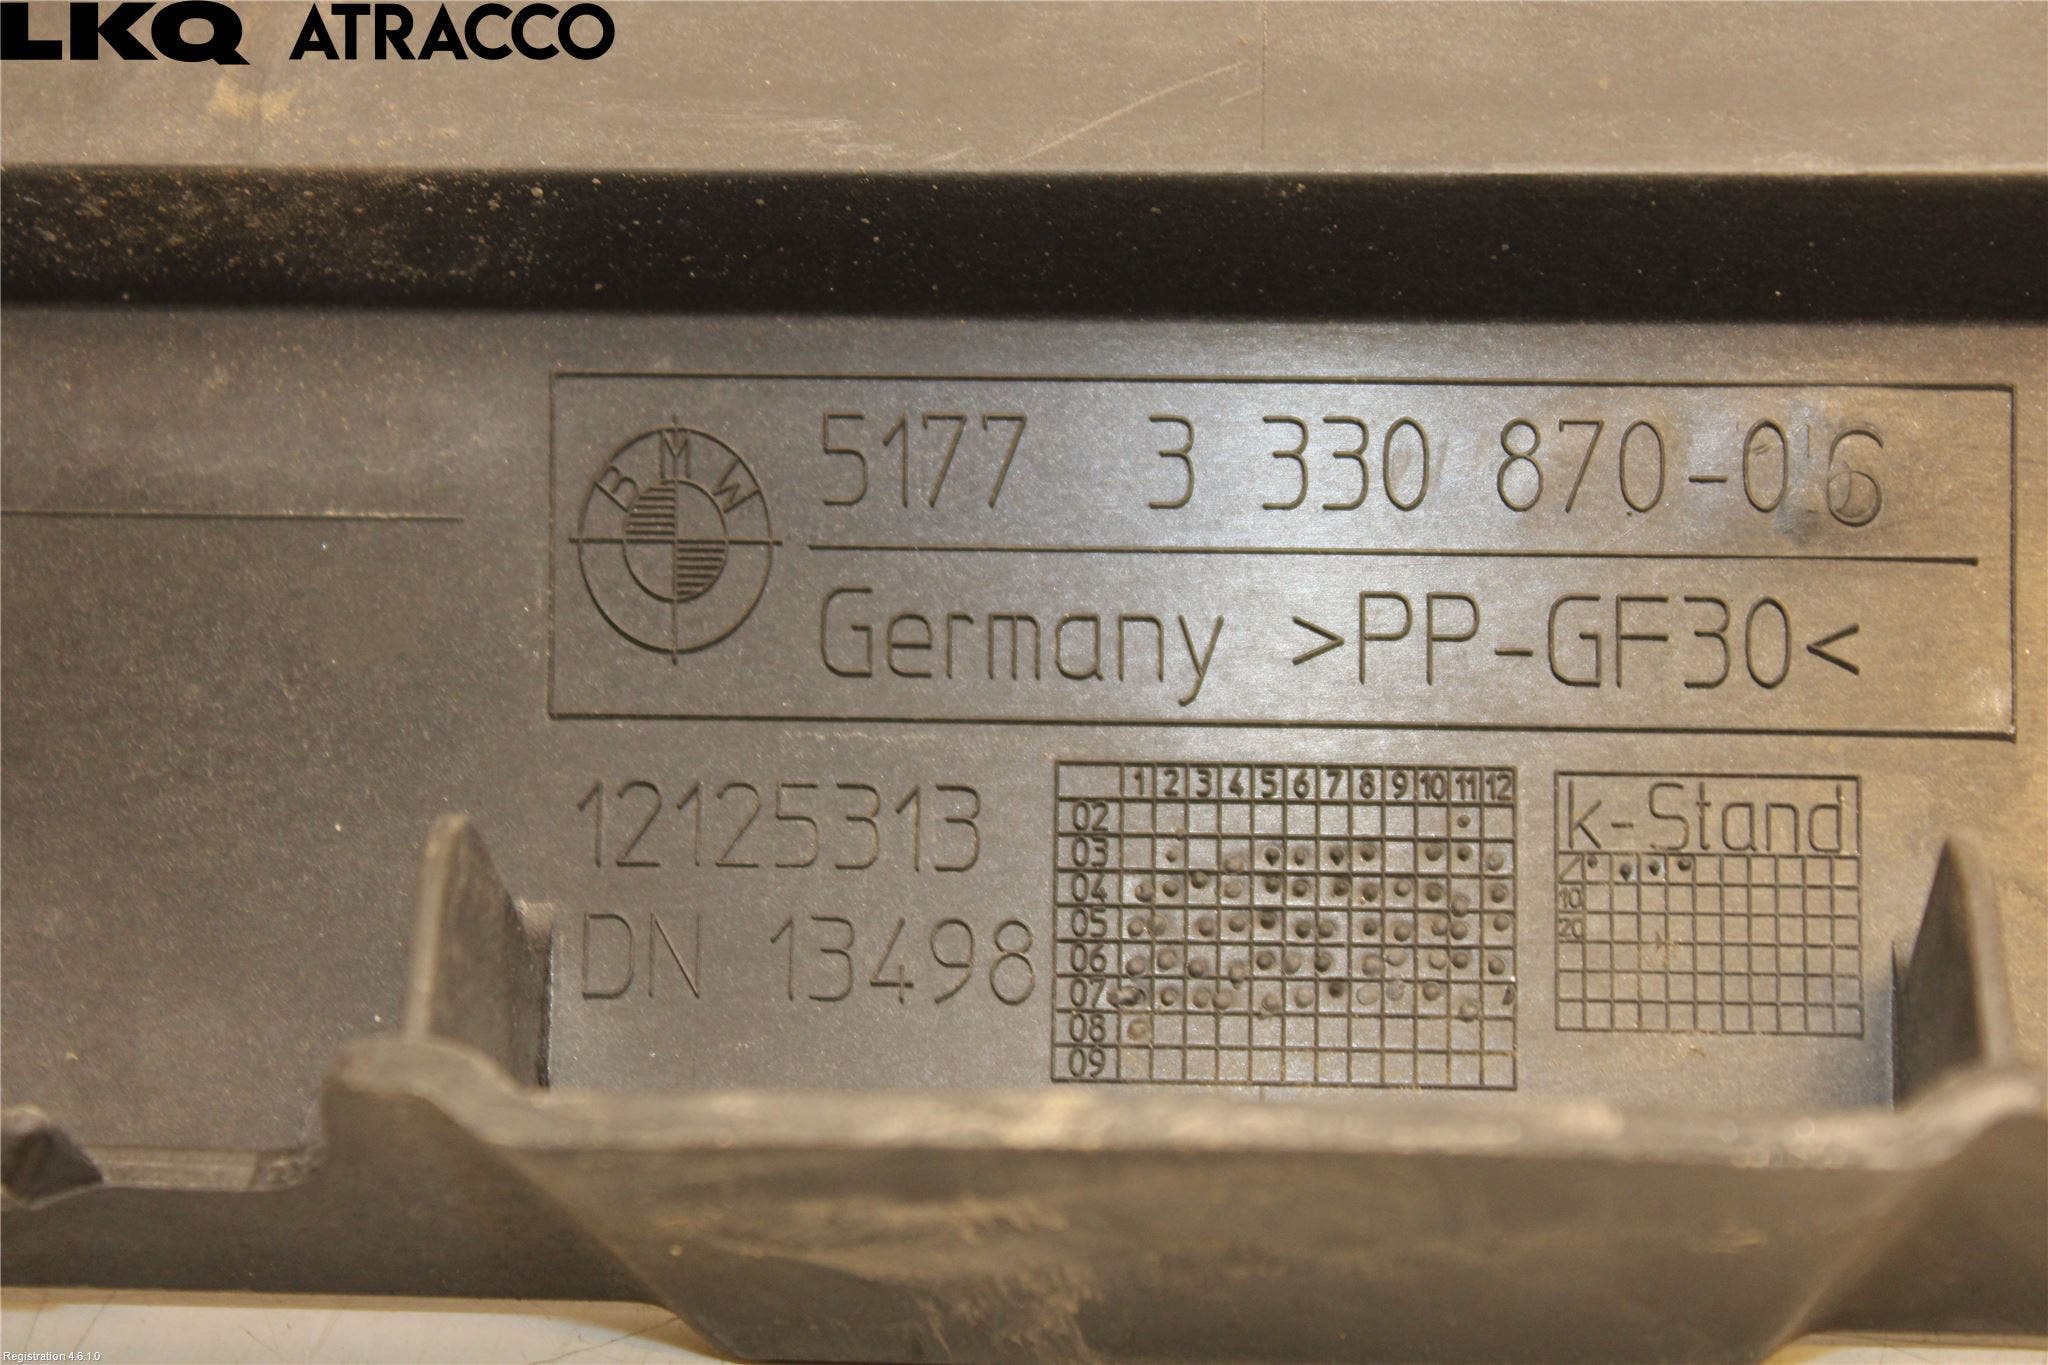 LKQ ATRACCO
BMW
5177 3 330 870-06
Germany >PP-GF30<
12125313
DN 13498
1 2 3 4 5 6 7 8 9 10 11 12
02
03
04
05
06
07
08
09
k-Stand
10
20
Registration 4.6.1.0